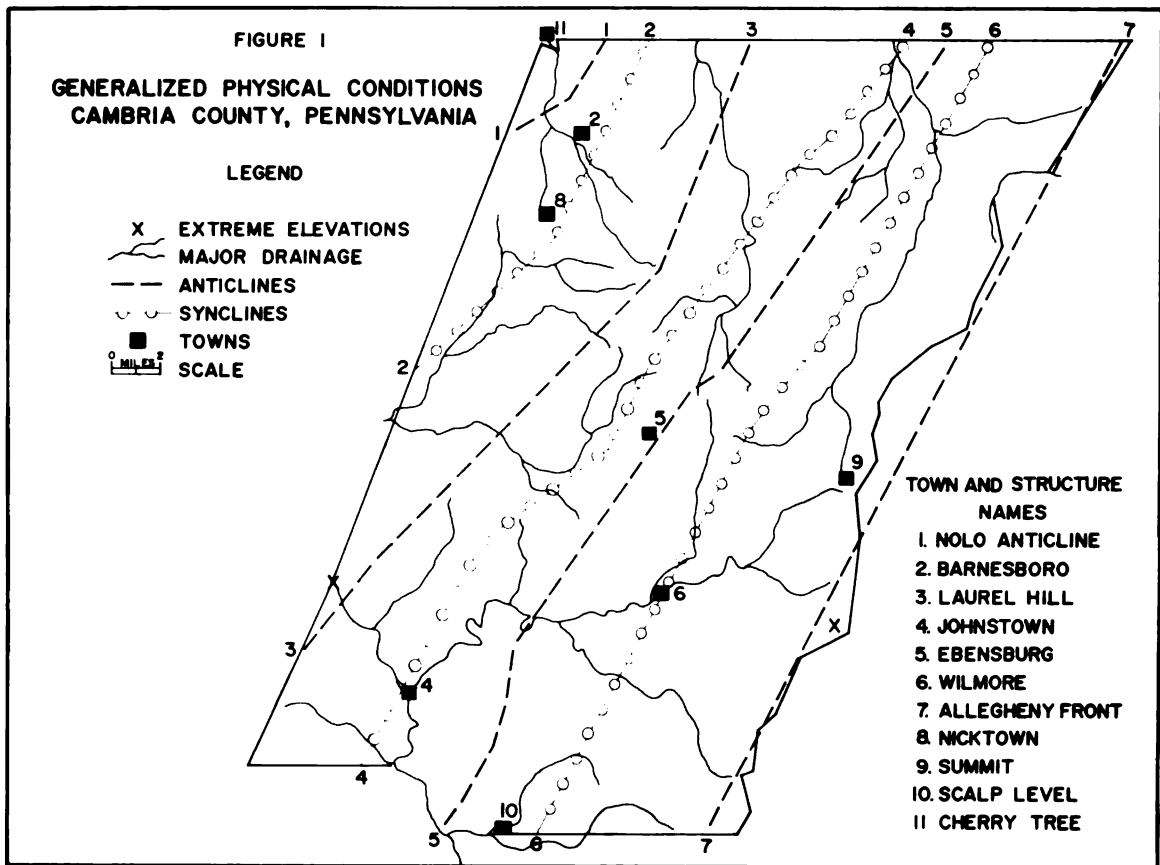 FIGURE 1
GENERALIZED PHYSICAL CONDITIONS
CAMBRIA COUNTY, PENNSYLVANIA
LEGEND
X EXTREME ELEVATIONS
MAJOR DRAINAGE
ANTICLINES
SYNCLINES
TOWNS
0 MILES 2 SCALE
11 1 2 3 4 5 6 7
1
2
8
2
5
9
6
X
X
3
4
4
10
5 6 7
TOWN AND STRUCTURE
NAMES
1. NOLO ANTICLINE
2. BARNESBORO
3. LAUREL HILL
4. JOHNSTOWN
5. EBENSBURG
6. WILMORE
7. ALLEGHENY FRONT
8. NICKTOWN
9. SUMMIT
10. SCALP LEVEL
11 CHERRY TREE